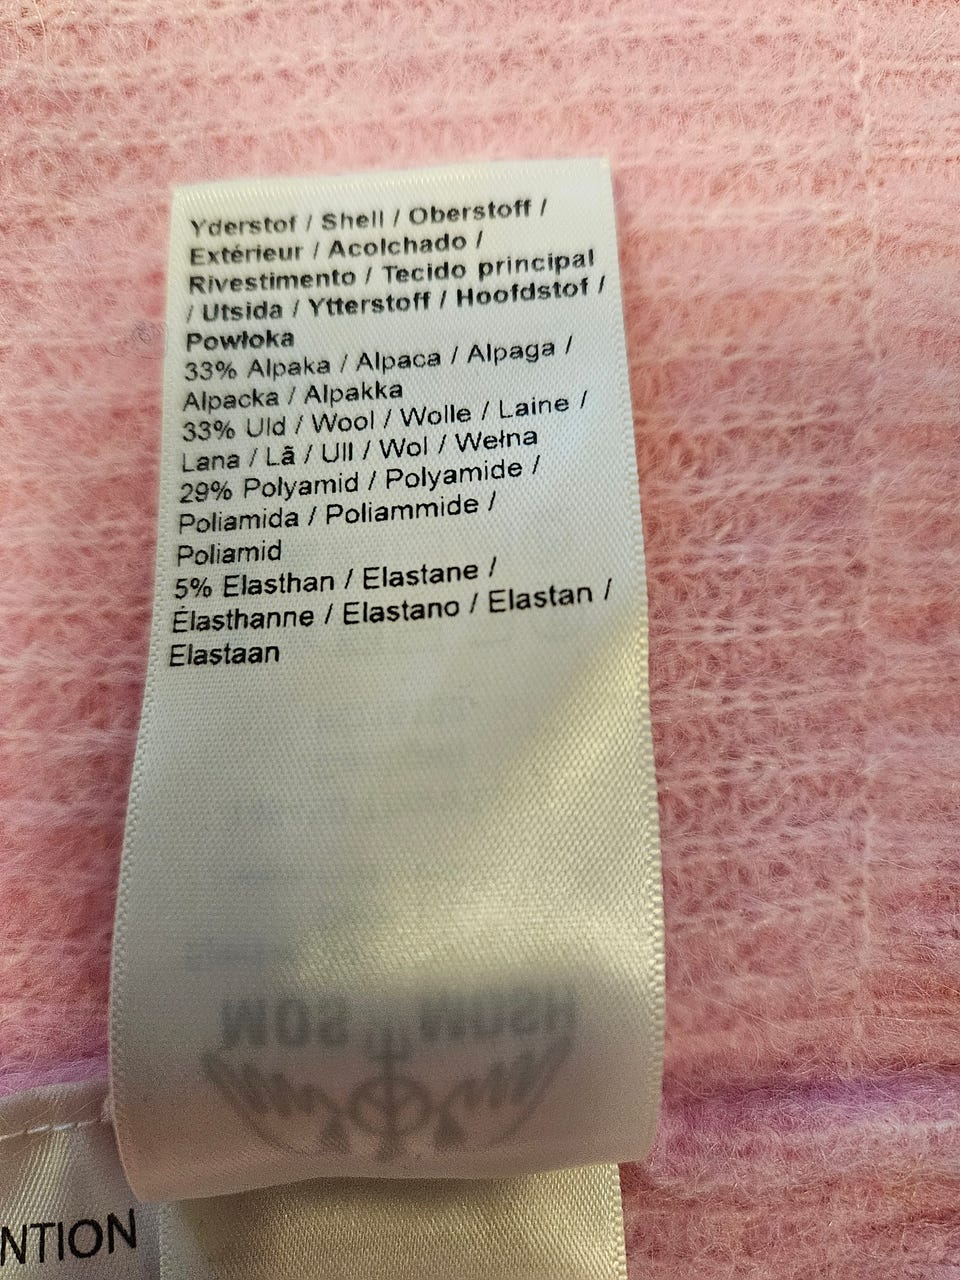 Yderstof / Shell / Oberstoff /
Extérieur / Acolchado /
Rivestimento / Tecido principal
/ Utsida / Ytterstoff / Hoofdstof /
Powłoka
33% Alpaka / Alpaca / Alpaga /
Alpacka / Alpakka
33% Uld / Wool / Wolle / Laine /
Lana / Lã / Ull / Wol / Wełna
29% Polyamid / Polyamide /
Poliamida / Poliammide /
Poliamid
5% Elasthan / Elastane /
Élasthanne / Elastano / Elastan /
Elastaan
MOS MOSH
NTION